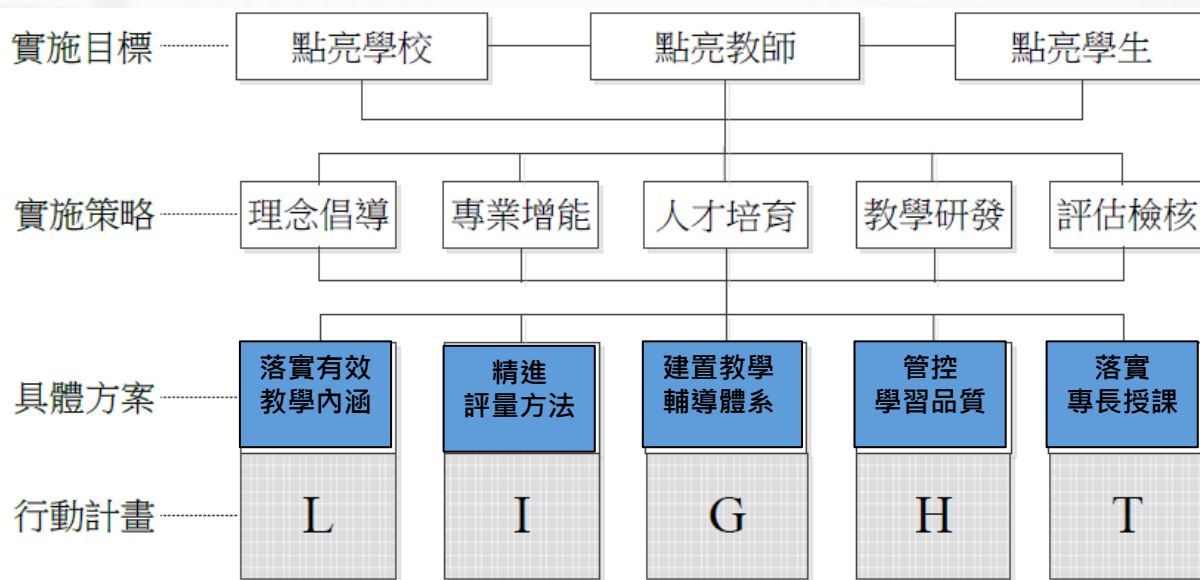 實施目標 點亮學校 點亮教師 點亮學生
實施策略 理念倡導 專業增能 人才培育 教學研發 評估檢核
具體方案
落實有效
教學內涵
精進
評量方法
建置教學
輔導體系
管控
學習品質
落實
專長授課
行動計畫 L I G H T